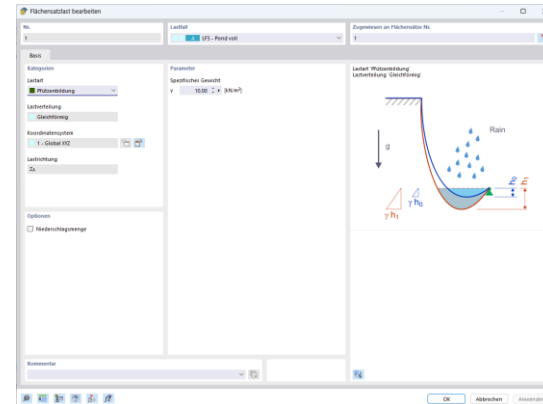 Flächensatzlast bearbeiten
Nr.
1
Lastfall
LF5 - Pond voll
Zugewiesen an Flächensätze Nr.
1
Basis
Kategorien
Lastart
Pfützenbildung
Lastverteilung
Gleichförmig
Koordinatensystem
1 - Global XYZ
Lastrichtung
ZA
Optionen
Niederschlagsmenge
Parameter
Spezifisches Gewicht
γ 10.00 [kN/m³]
Lastart 'Pfützenbildung'
Lastverteilung 'Gleichförmig'
Rain
g
γ h₀
γ h₁
h₀
h₁
Kommentar
OK
Abbrechen
Anwenden